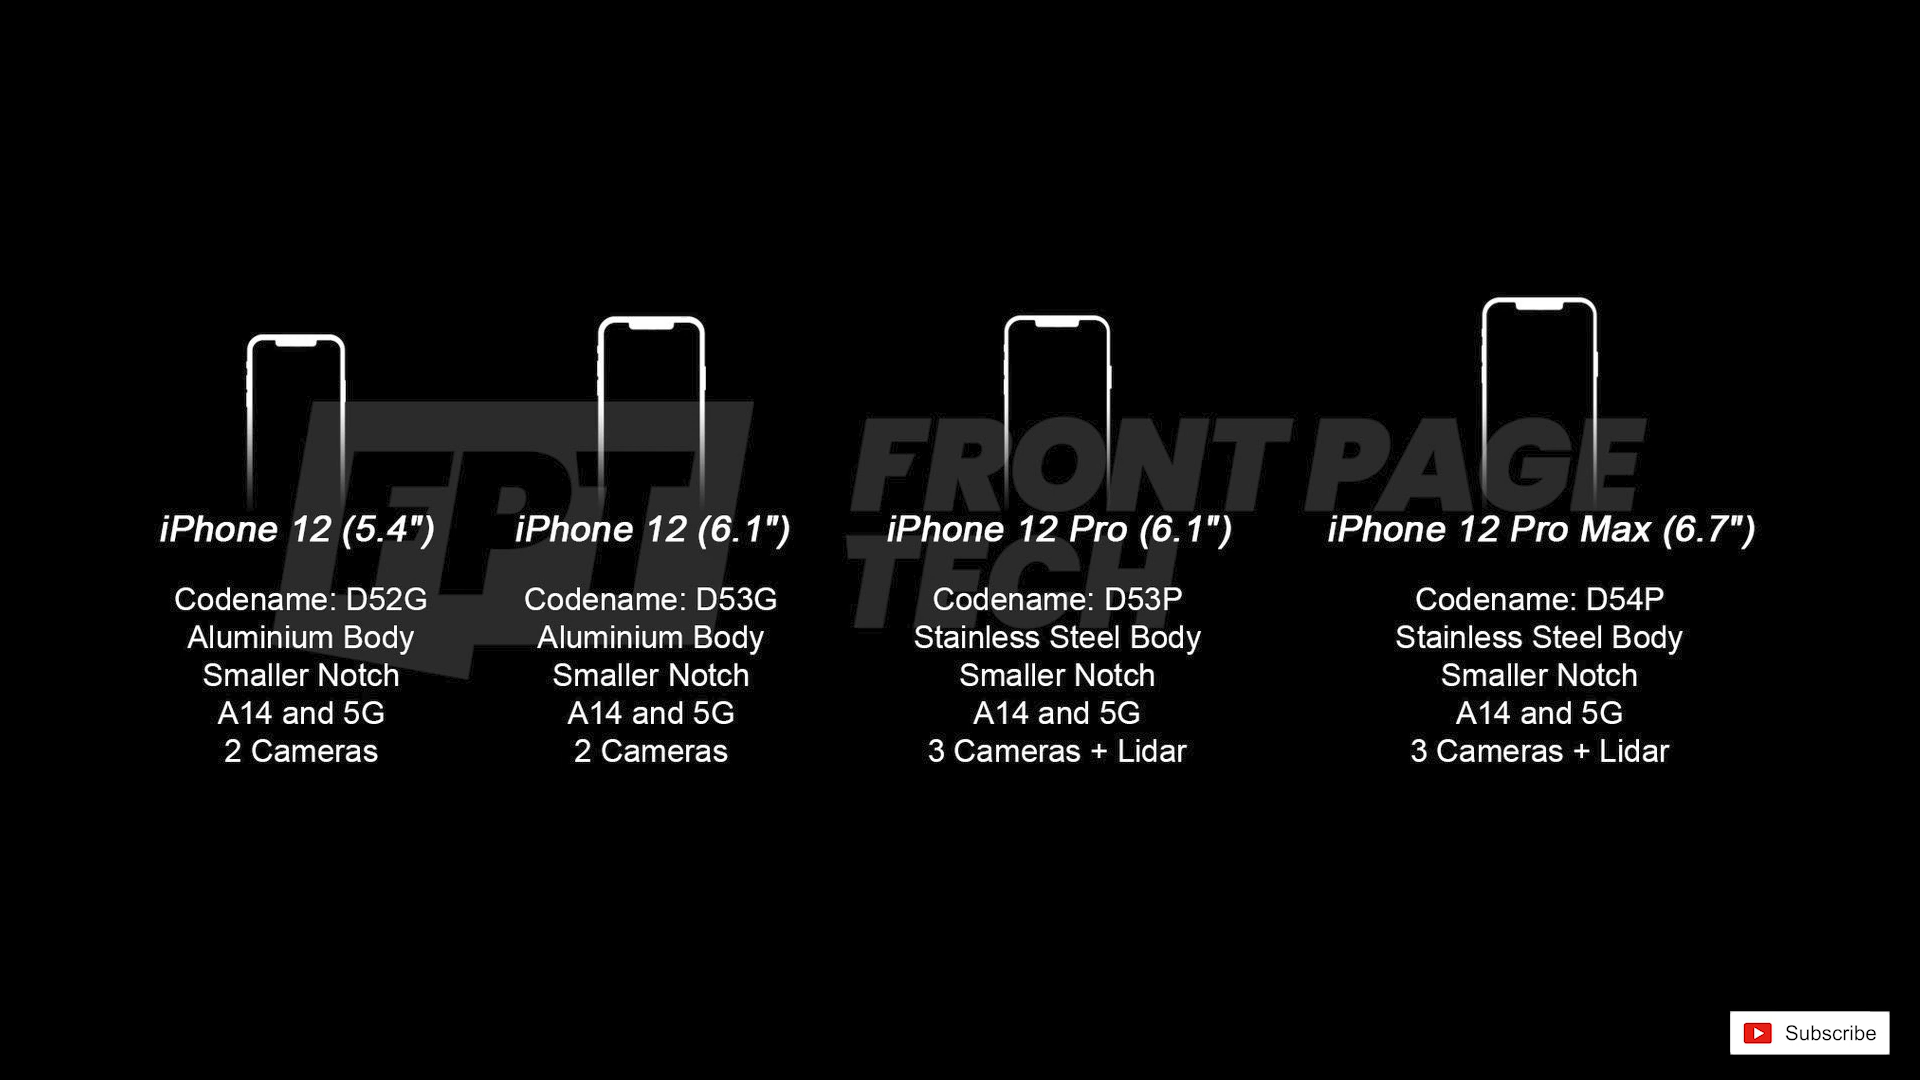 FPT
FRONT PAGE
TECH
iPhone 12 (5.4")
Codename: D52G
Aluminium Body
Smaller Notch
A14 and 5G
2 Cameras
iPhone 12 (6.1")
Codename: D53G
Aluminium Body
Smaller Notch
A14 and 5G
2 Cameras
iPhone 12 Pro (6.1")
Codename: D53P
Stainless Steel Body
Smaller Notch
A14 and 5G
3 Cameras + Lidar
iPhone 12 Pro Max (6.7")
Codename: D54P
Stainless Steel Body
Smaller Notch
A14 and 5G
3 Cameras + Lidar
Subscribe